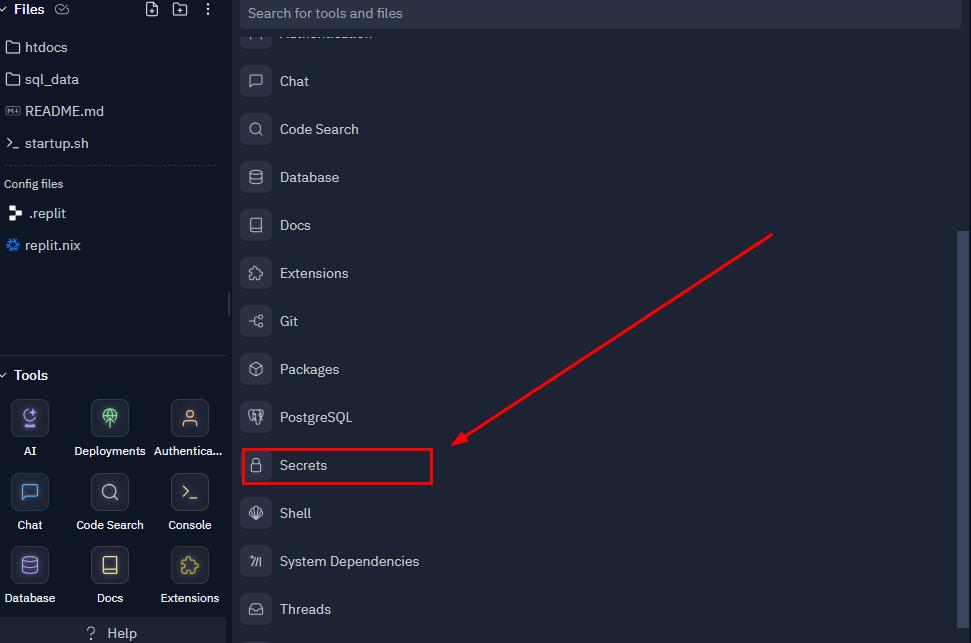 Files
htdocs
sql_data
README.md
startup.sh
Config files
.replit
replit.nix
Tools
AI
Deployments
Authentica...
Chat
Code Search
Console
Database
Docs
Extensions
? Help
Search for tools and files
Authentication
Chat
Code Search
Database
Docs
Extensions
Git
Packages
PostgreSQL
Secrets
Shell
System Dependencies
Threads